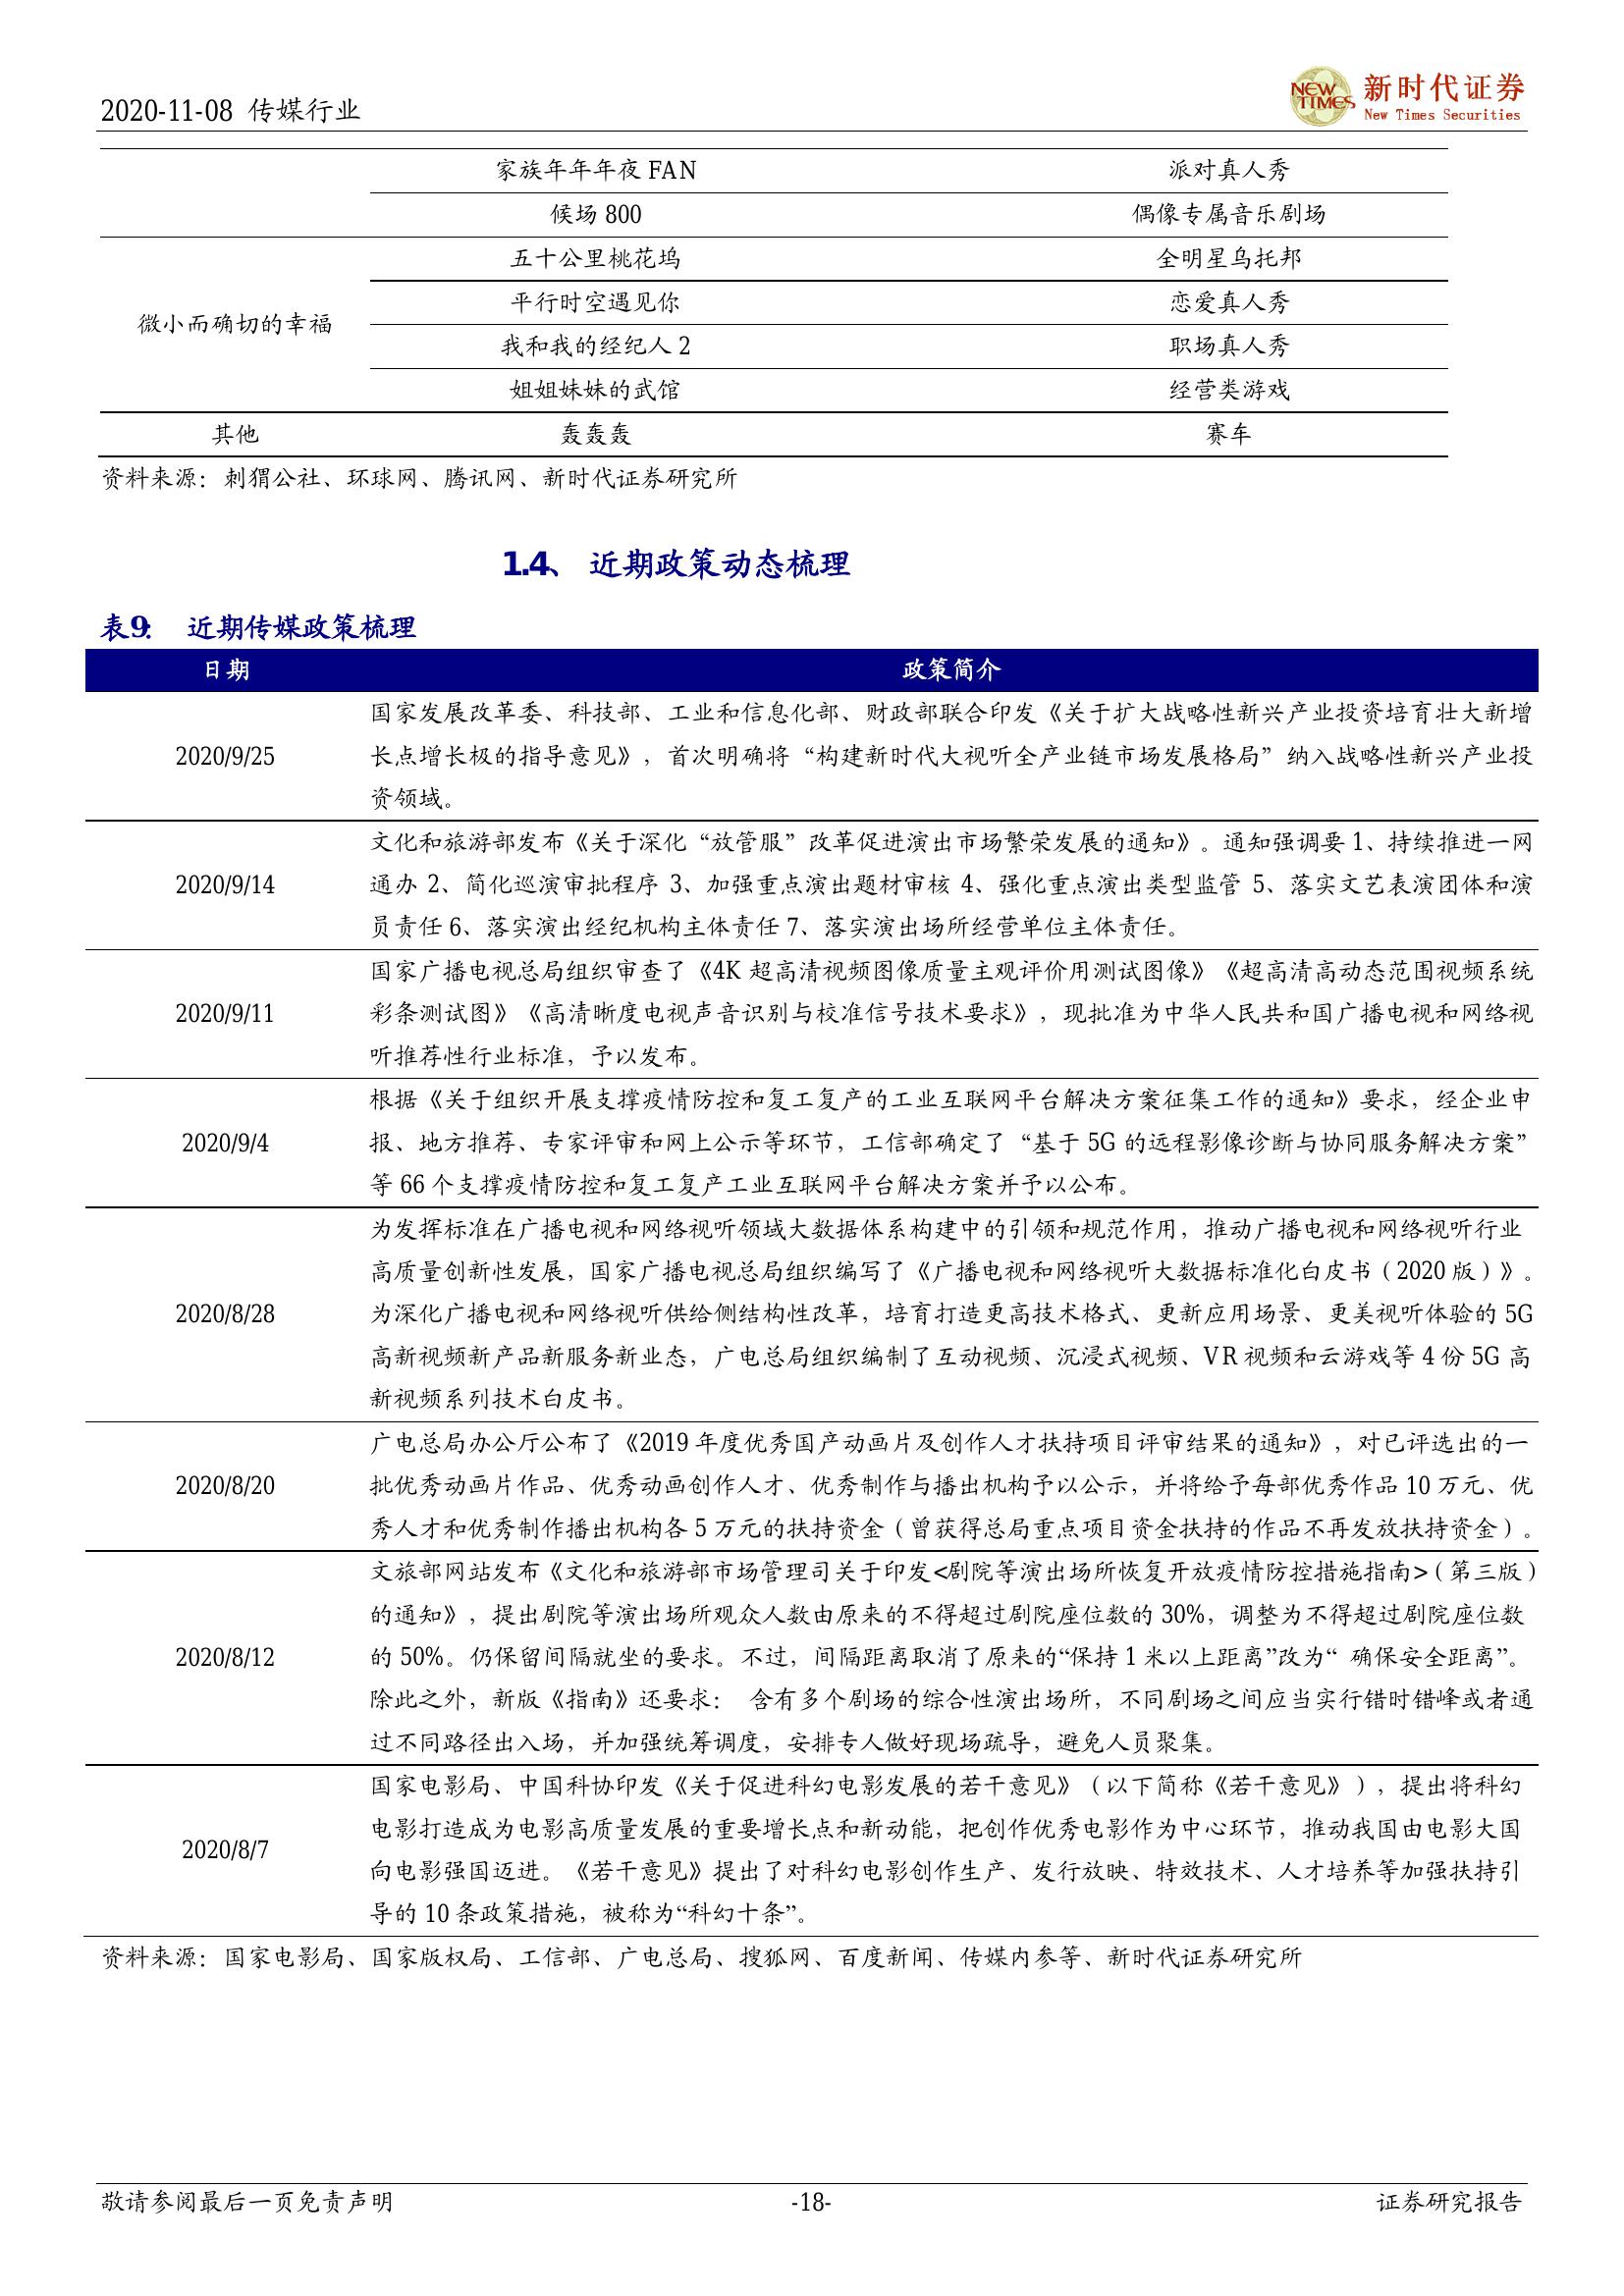 2020-11-08 传媒行业
NEW TIMES 新时代证券
New Times Securities
家族年年年夜 FAN 派对真人秀
候场 800 偶像专属音乐剧场
微小而确切的幸福
五十公里桃花坞 全明星乌托邦
平行时空遇见你 恋爱真人秀
我和我的经纪人 2 职场真人秀
姐姐妹妹的武馆 经营类游戏
其他 轰轰轰 赛车
资料来源：刺猬公社、环球网、腾讯网、新时代证券研究所
1.4、 近期政策动态梳理
表9： 近期传媒政策梳理
日期 政策简介
2020/9/25
国家发展改革委、科技部、工业和信息化部、财政部联合印发《关于扩大战略性新兴产业投资培育壮大新增
长点增长极的指导意见》，首次明确将“构建新时代大视听全产业链市场发展格局”纳入战略性新兴产业投
资领域。
2020/9/14
文化和旅游部发布《关于深化“放管服”改革促进演出市场繁荣发展的通知》。通知强调要 1、持续推进一网
通办 2、简化巡演审批程序 3、加强重点演出题材审核 4、强化重点演出类型监管 5、落实文艺表演团体和演
员责任 6、落实演出经纪机构主体责任 7、落实演出场所经营单位主体责任。
2020/9/11
国家广播电视总局组织审查了《4K 超高清视频图像质量主观评价用测试图像》《超高清高动态范围视频系统
彩条测试图》《高清晰度电视声音识别与校准信号技术要求》，现批准为中华人民共和国广播电视和网络视
听推荐性行业标准，予以发布。
2020/9/4
根据《关于组织开展支撑疫情防控和复工复产的工业互联网平台解决方案征集工作的通知》要求，经企业申
报、地方推荐、专家评审和网上公示等环节，工信部确定了“基于 5G 的远程影像诊断与协同服务解决方案”
等 66 个支撑疫情防控和复工复产工业互联网平台解决方案并予以公布。
2020/8/28
为发挥标准在广播电视和网络视听领域大数据体系构建中的引领和规范作用，推动广播电视和网络视听行业
高质量创新性发展，国家广播电视总局组织编写了《广播电视和网络视听大数据标准化白皮书（2020 版）》。
为深化广播电视和网络视听供给侧结构性改革，培育打造更高技术格式、更新应用场景、更美视听体验的 5G
高新视频新产品新服务新业态，广电总局组织编制了互动视频、沉浸式视频、VR 视频和云游戏等 4 份 5G 高
新视频系列技术白皮书。
2020/8/20
广电总局办公厅公布了《2019 年度优秀国产动画片及创作人才扶持项目评审结果的通知》，对已评选出的一
批优秀动画片作品、优秀动画创作人才、优秀制作与播出机构予以公示，并将给予每部优秀作品 10 万元、优
秀人才和优秀制作播出机构各 5 万元的扶持资金（曾获得总局重点项目资金扶持的作品不再发放扶持资金）。
2020/8/12
文旅部网站发布《文化和旅游部市场管理司关于印发<剧院等演出场所恢复开放疫情防控措施指南>（第三版）
的通知》，提出剧院等演出场所观众人数由原来的不得超过剧院座位数的 30%，调整为不得超过剧院座位数
的 50%。仍保留间隔就坐的要求。不过，间隔距离取消了原来的“保持 1 米以上距离”改为“ 确保安全距离”。
除此之外，新版《指南》还要求： 含有多个剧场的综合性演出场所，不同剧场之间应当实行错时错峰或者通
过不同路径出入场，并加强统筹调度，安排专人做好现场疏导，避免人员聚集。
2020/8/7
国家电影局、中国科协印发《关于促进科幻电影发展的若干意见》（以下简称《若干意见》），提出将科幻
电影打造成为电影高质量发展的重要增长点和新动能，把创作优秀电影作为中心环节，推动我国由电影大国
向电影强国迈进。《若干意见》提出了对科幻电影创作生产、发行放映、特效技术、人才培养等加强扶持引
导的 10 条政策措施，被称为“科幻十条”。
资料来源：国家电影局、国家版权局、工信部、广电总局、搜狐网、百度新闻、传媒内参等、新时代证券研究所
敬请参阅最后一页免责声明 -18- 证券研究报告